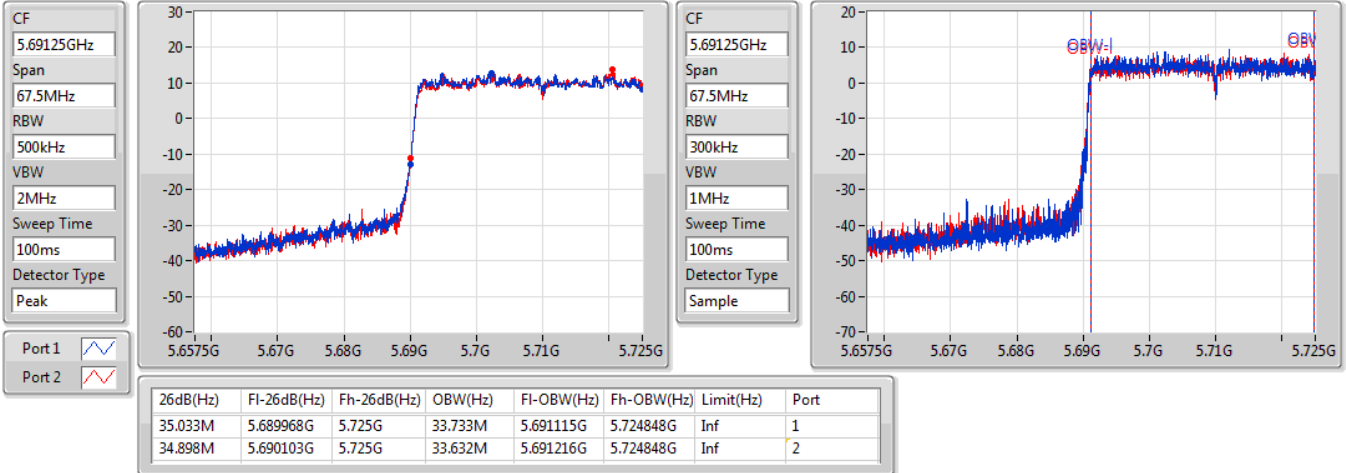 CF
5.69125GHz
Span
67.5MHz
RBW
500kHz
VBW
2MHz
Sweep Time
100ms
Detector Type
Peak
Port 1
Port 2
30
20
10
0
-10
-20
-30
-40
-50
-60
5.6575G 5.67G 5.68G 5.69G 5.7G 5.71G 5.725G
CF
5.69125GHz
Span
67.5MHz
RBW
300kHz
VBW
1MHz
Sweep Time
100ms
Detector Type
Sample
20
10
0
-10
-20
-30
-40
-50
-60
-70
OBW-l OBW
5.6575G 5.67G 5.68G 5.69G 5.7G 5.71G 5.725G
26dB(Hz) Fl-26dB(Hz) Fh-26dB(Hz) OBW(Hz) Fl-OBW(Hz) Fh-OBW(Hz) Limit(Hz) Port
35.033M 5.689968G 5.725G 33.733M 5.691115G 5.724848G Inf 1
34.898M 5.690103G 5.725G 33.632M 5.691216G 5.724848G Inf 2